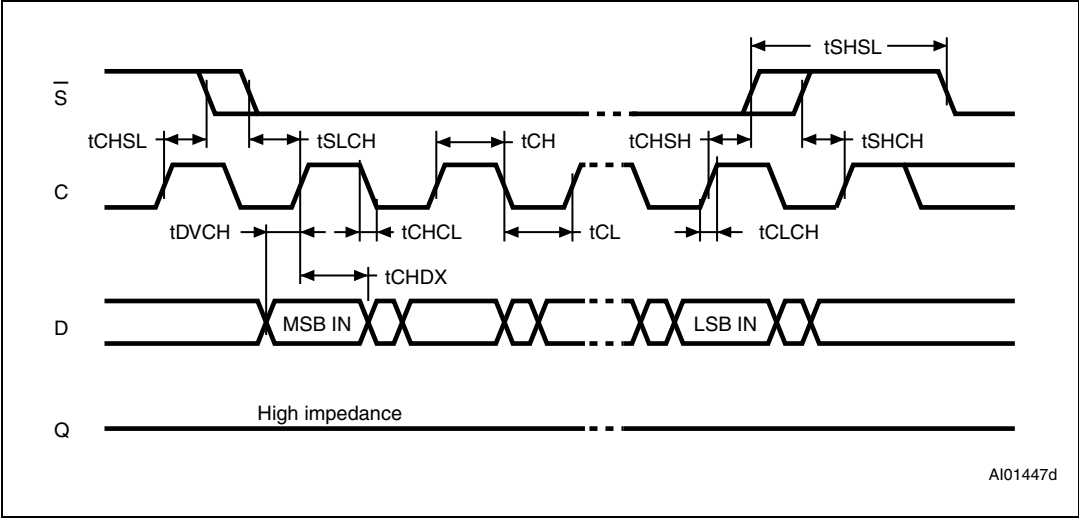 tSHSL
S
tCHSL
tSLCH
tCH
tCHSH
tSHCH
C
tDVCH
tCHCL
tCL
tCLCH
tCHDX
D
MSB IN
LSB IN
High impedance
Q
AI01447d